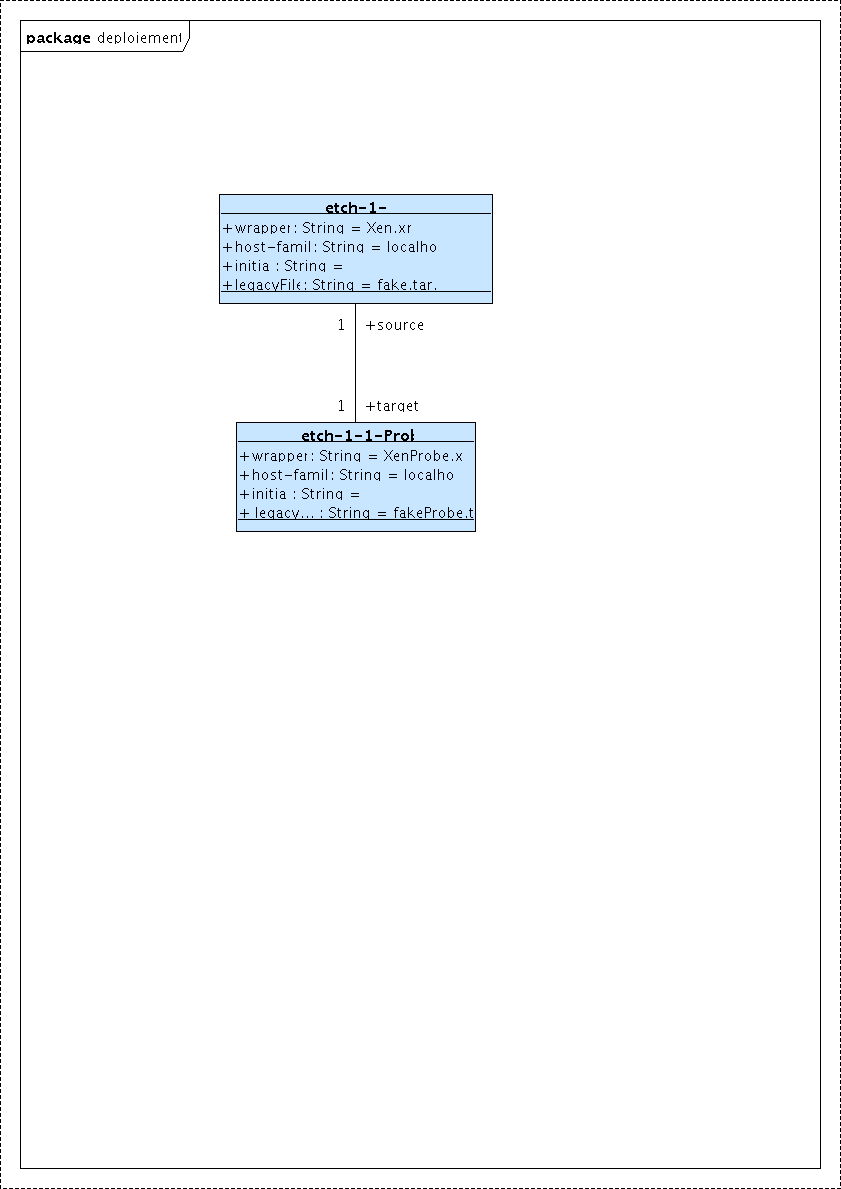 package deploiement
etch-1-
+wrapper: String = Xen.xr
+host-famil: String = localho
+initia : String =
+legacyFile: String = fake.tar.
1 +source
1 +target
etch-1-1-Prol
+wrapper: String = XenProbe.x
+host-famil: String = localho
+initia : String =
+ legacy... : String = fakeProbe.t